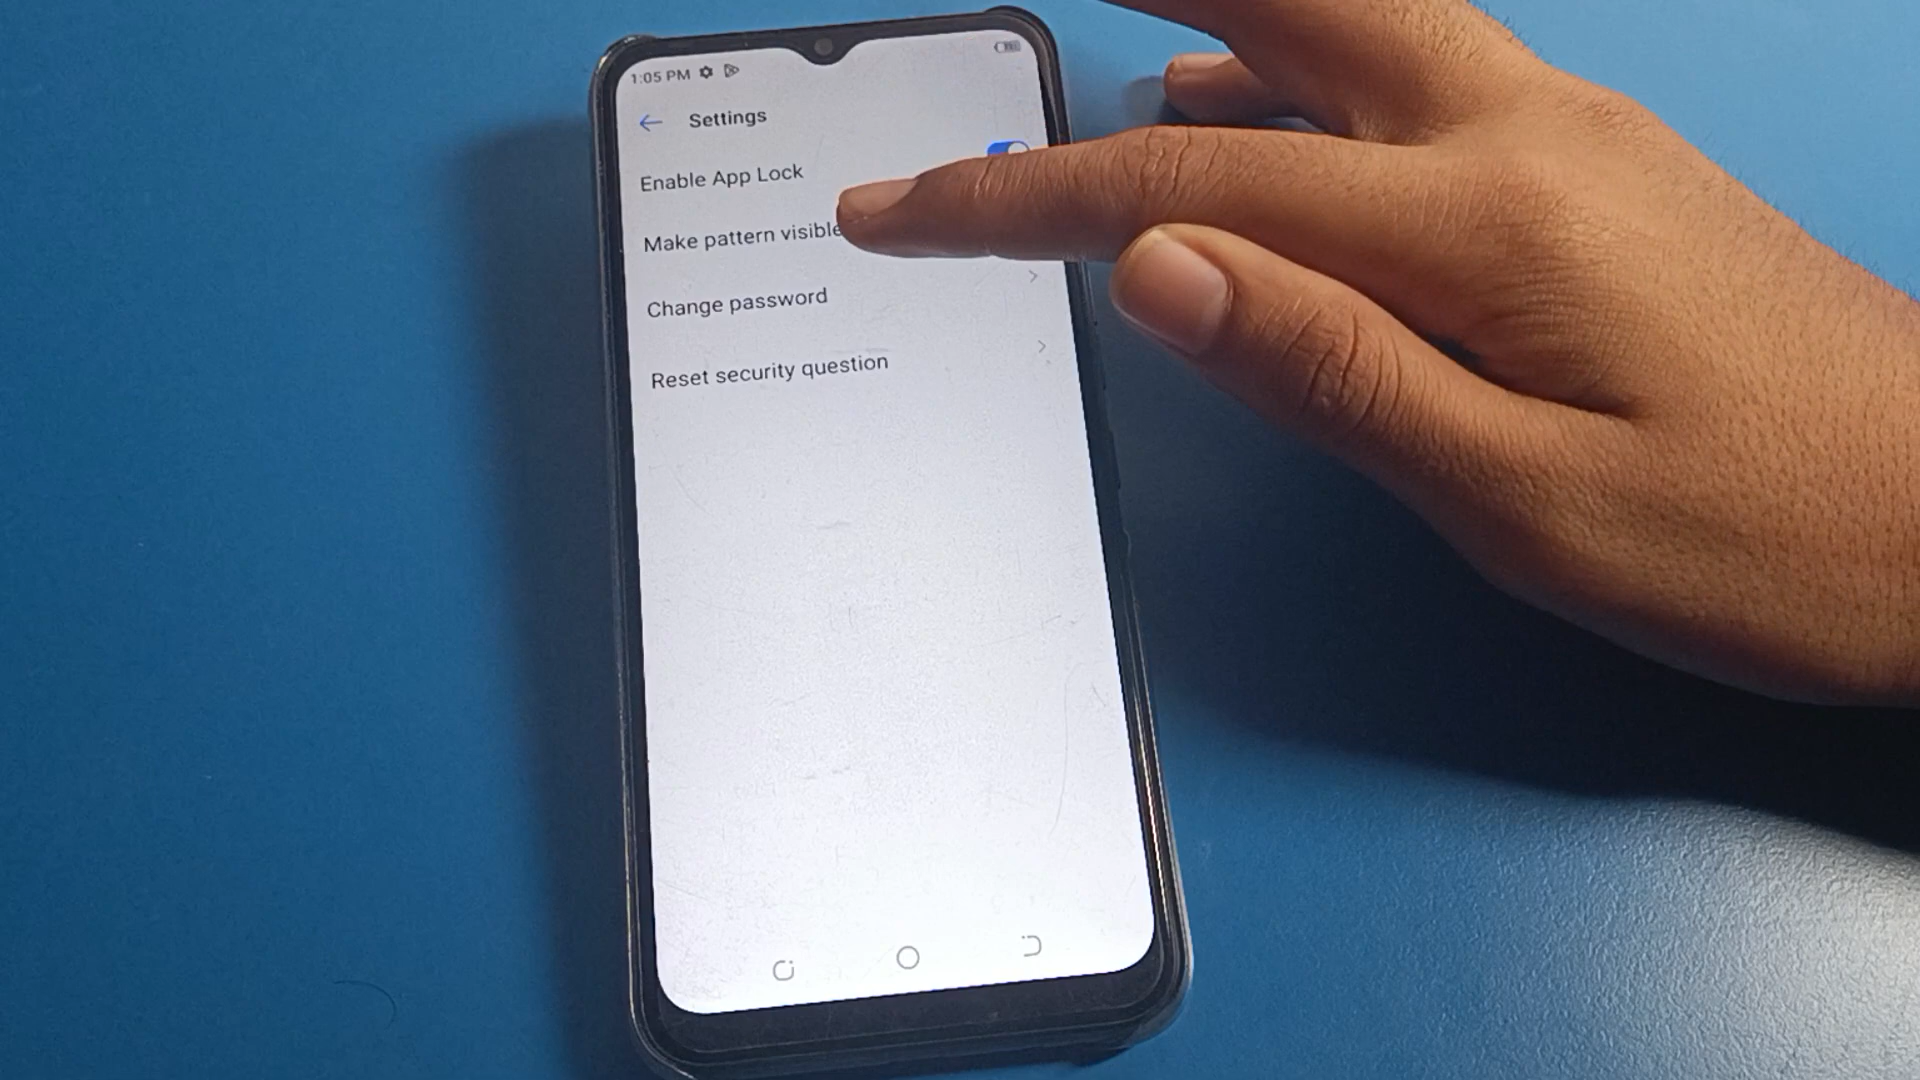 1:05 PM
Settings
Enable App Lock
Make pattern visible
Change password
Reset security question